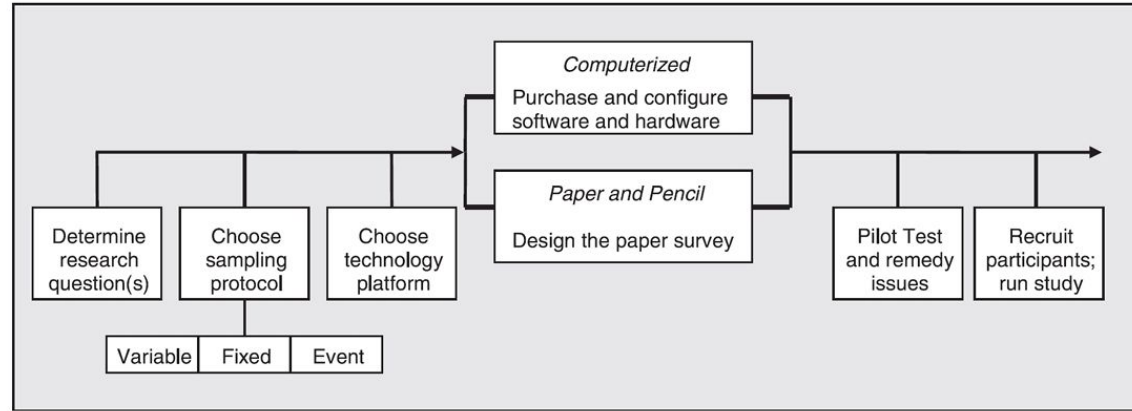 Computerized
Purchase and configure
software and hardware
Paper and Pencil
Design the paper survey
Determine
research
question(s)
Choose
sampling
protocol
Choose
technology
platform
Pilot Test
and remedy
issues
Recruit
participants;
run study
Variable
Fixed
Event